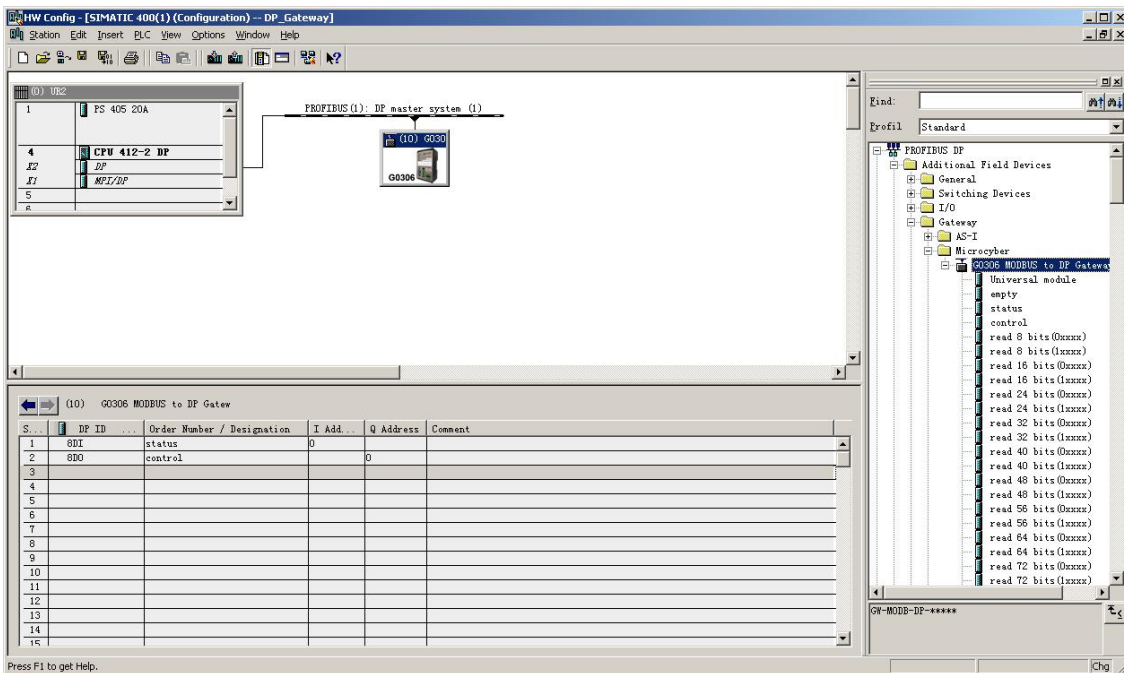 HW Config - [SIMATIC 400(1) (Configuration) -- DP_Gateway]
Station Edit Insert PLC View Options Window Help
(0) UR2
1 PS 405 20A
4 CPU 412-2 DP
X2 DP
X1 MPI/DP
5
6
PROFIBUS(1): DP master system (1)
(10) G030
G0306
Find:
Profil Standard
PROFIBUS DP
Additional Field Devices
General
Switching Devices
I/O
Gateway
AS-I
Microcyber
G0306 MODBUS to DP Gateway
Universal module
empty
status
control
read 8 bits(0xxxx)
read 8 bits(1xxxx)
read 16 bits(0xxxx)
read 16 bits(1xxxx)
read 24 bits(0xxxx)
read 24 bits(1xxxx)
read 32 bits(0xxxx)
read 32 bits(1xxxx)
read 40 bits(0xxxx)
read 40 bits(1xxxx)
read 48 bits(0xxxx)
read 48 bits(1xxxx)
read 56 bits(0xxxx)
read 56 bits(1xxxx)
read 64 bits(0xxxx)
read 64 bits(1xxxx)
read 72 bits(0xxxx)
read 72 bits(1xxxx)
GW-MODB-DP-*****
(10) G0306 MODBUS to DP Gatew
S... DP ID ... Order Number / Designation I Add... Q Address Comment
1 8DI status 0
2 8DO control 0
3
4
5
6
7
8
9
10
11
12
13
14
15
Press F1 to get Help.
Chg